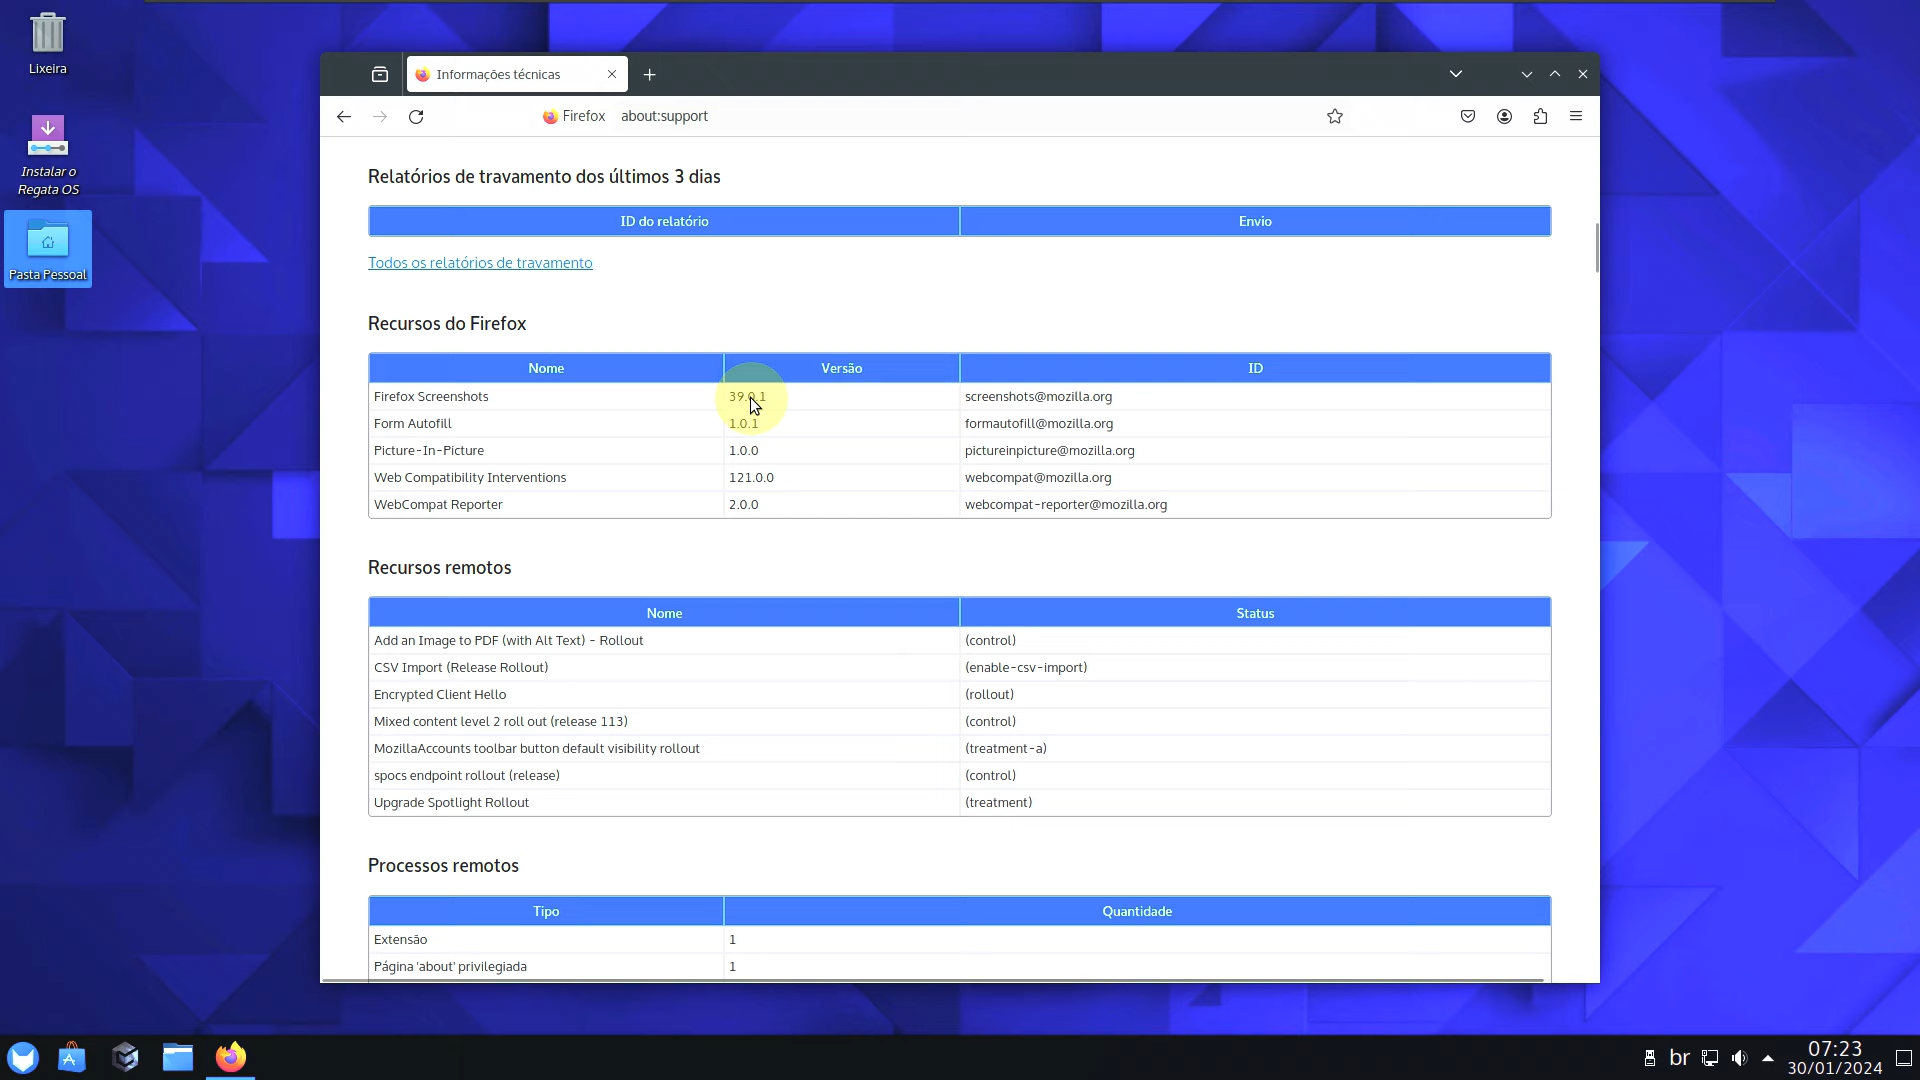 Lixeira
Instalar o
Regata OS
Pasta Pessoal
Informações técnicas
Firefox about:support
Relatórios de travamento dos últimos 3 dias
ID do relatório Envio
Todos os relatórios de travamento
Recursos do Firefox
Nome Versão ID
Firefox Screenshots 39.0.1 screenshots@mozilla.org
Form Autofill 1.0.1 formautofill@mozilla.org
Picture-In-Picture 1.0.0 pictureinpicture@mozilla.org
Web Compatibility Interventions 121.0.0 webcompat@mozilla.org
WebCompat Reporter 2.0.0 webcompat-reporter@mozilla.org
Recursos remotos
Nome Status
Add an Image to PDF (with Alt Text) - Rollout (control)
CSV Import (Release Rollout) (enable-csv-import)
Encrypted Client Hello (rollout)
Mixed content level 2 roll out (release 113) (control)
MozillaAccounts toolbar button default visibility rollout (treatment-a)
spocs endpoint rollout (release) (control)
Upgrade Spotlight Rollout (treatment)
Processos remotos
Tipo Quantidade
Extensão 1
Página 'about' privilegiada 1
br
07:23
30/01/2024